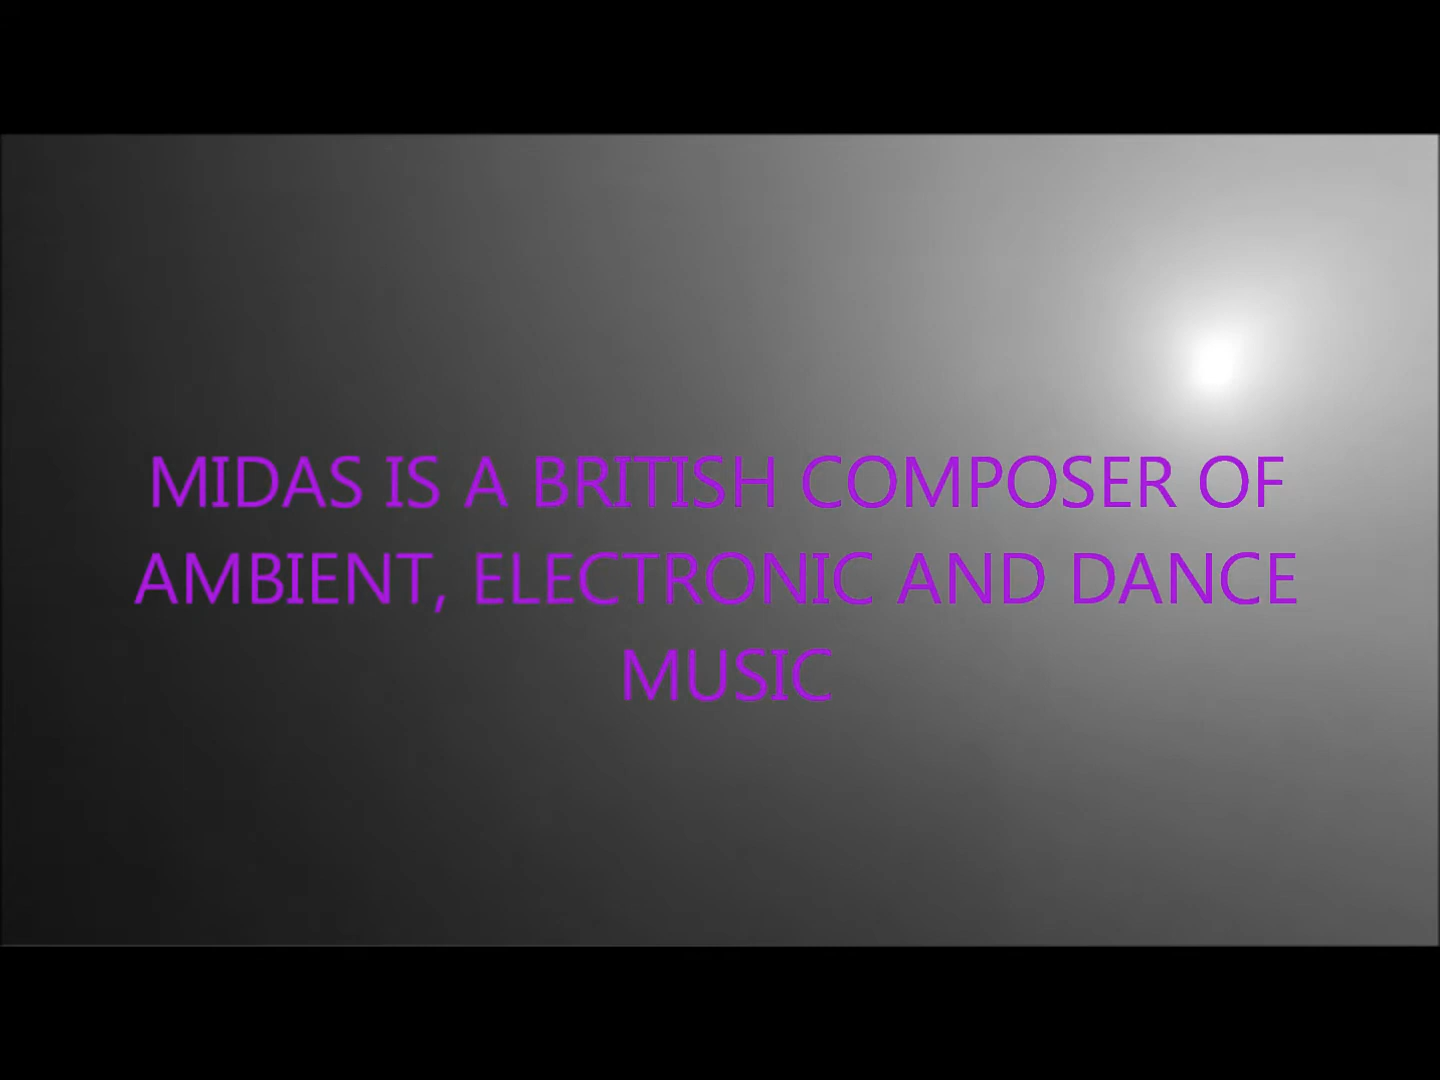 MIDAS IS A BRITISH COMPOSER OF
AMBIENT, ELECTRONIC AND DANCE
MUSIC